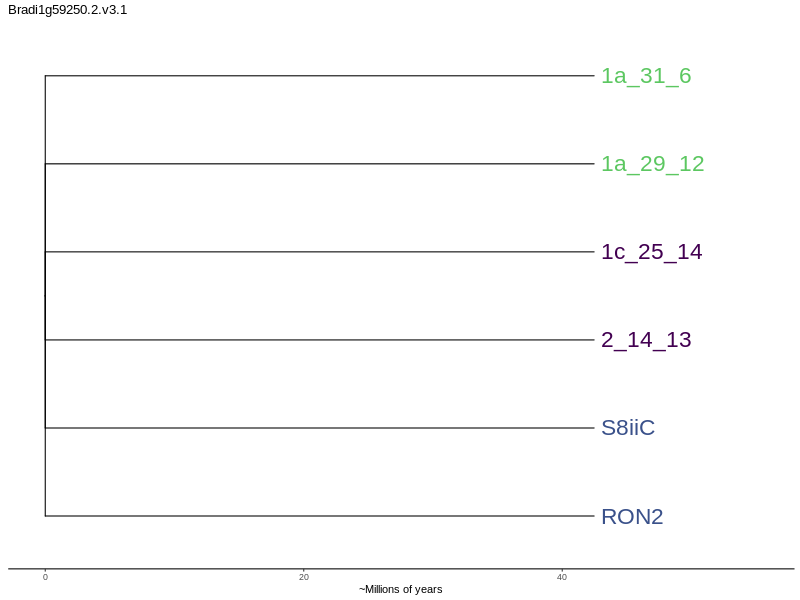 Bradi1g59250.2.v3.1
1a_31_6
1a_29_12
1c_25_14
2_14_13
S8iiC
RON2
0 20 40
~Millions of years